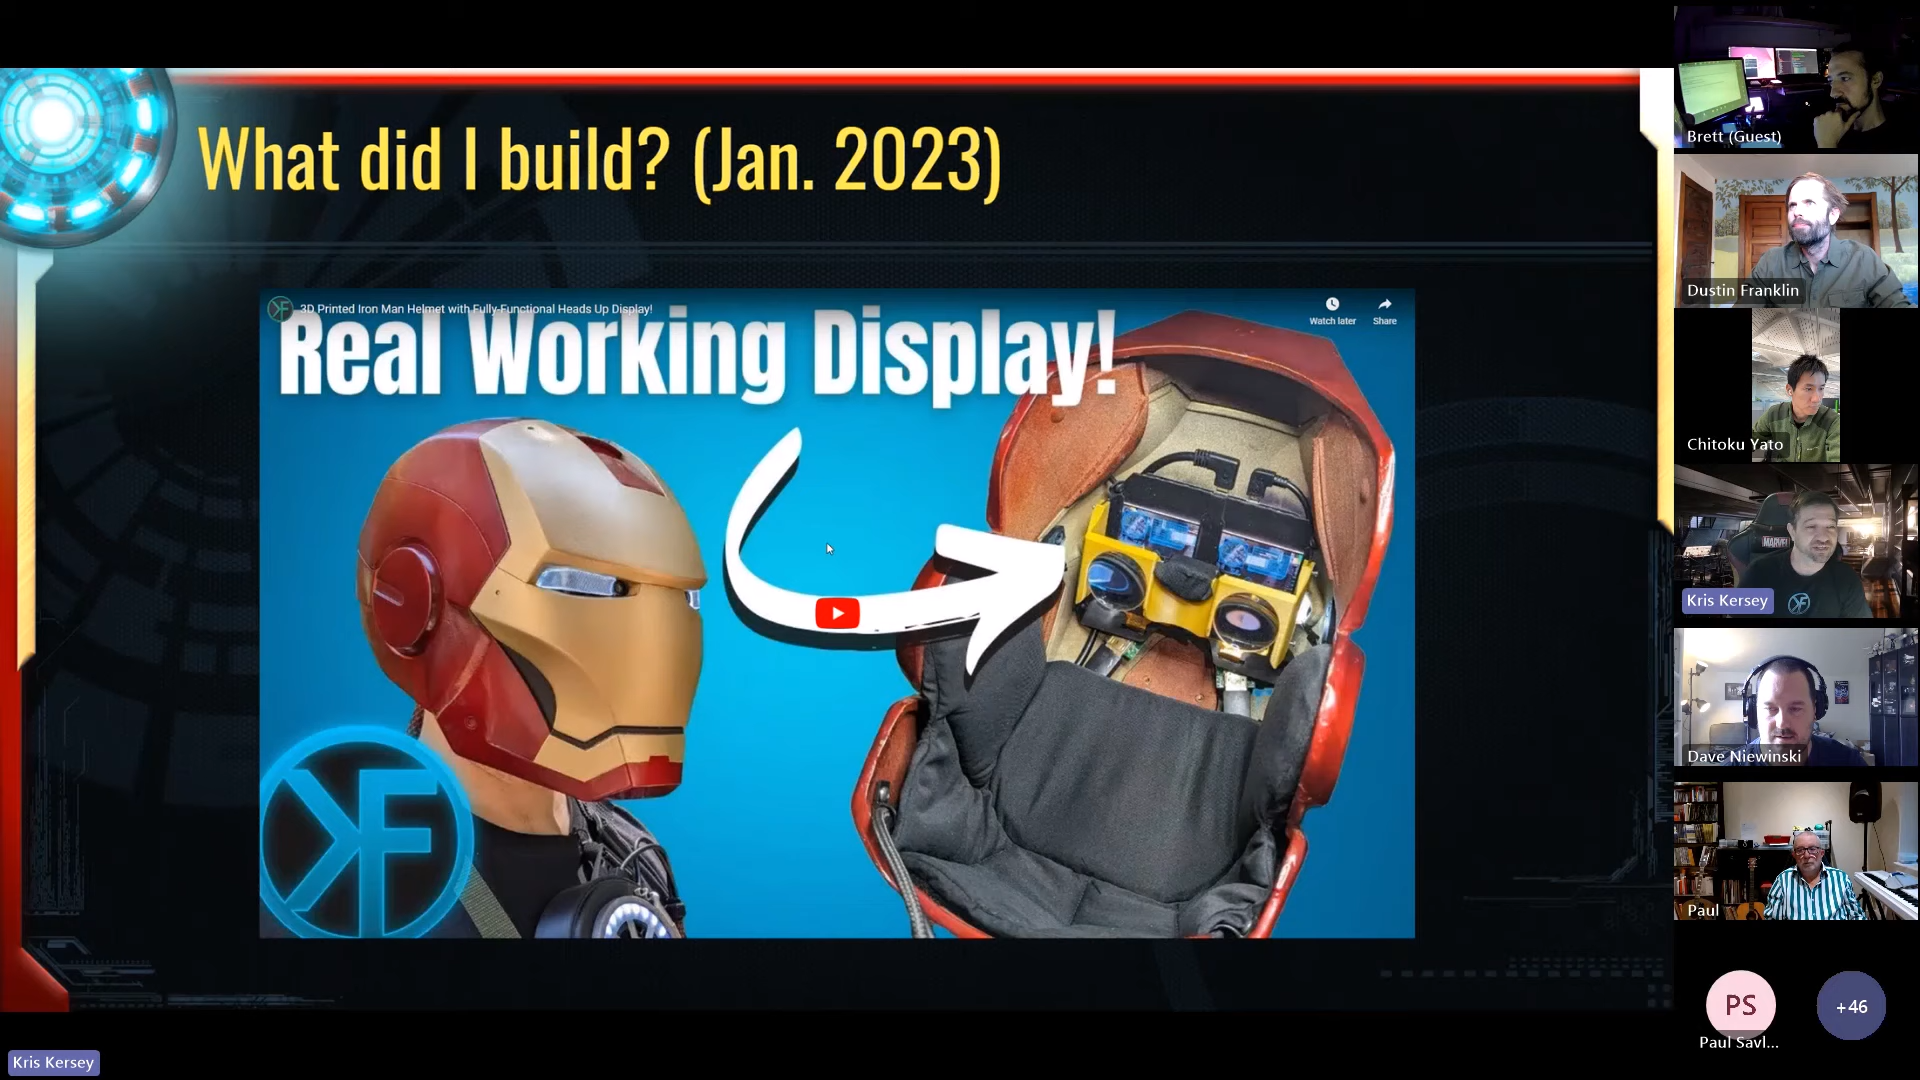 What did I build? (Jan. 2023)
3D Printed Iron Man Helmet with Fully-Functional Heads Up Display!
Watch later
Share
Real Working Display!
KF
Brett (Guest)
Dustin Franklin
Chitoku Yato
MARVEL
Kris Kersey
Dave Niewinski
Paul
PS
+46
Paul Savl...
Kris Kersey